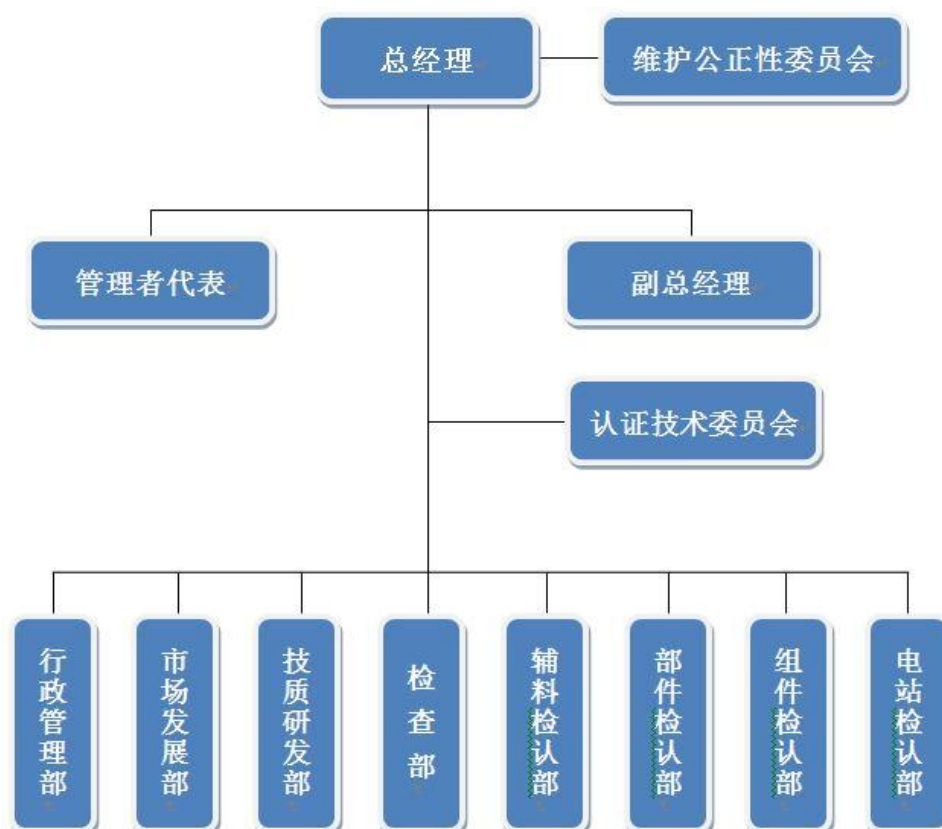 总经理
维护公正性委员会
管理者代表
副总经理
认证技术委员会
行政管理部
市场发展部
技质研发部
检查部
辅料检认部
部件检认部
组件检认部
电站检认部